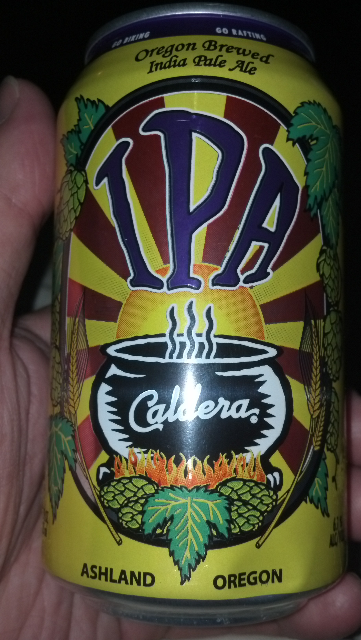 GO BIKING GO RAFTING
Oregon Brewed
India Pale Ale
IPA
Caldera
ASHLAND OREGON